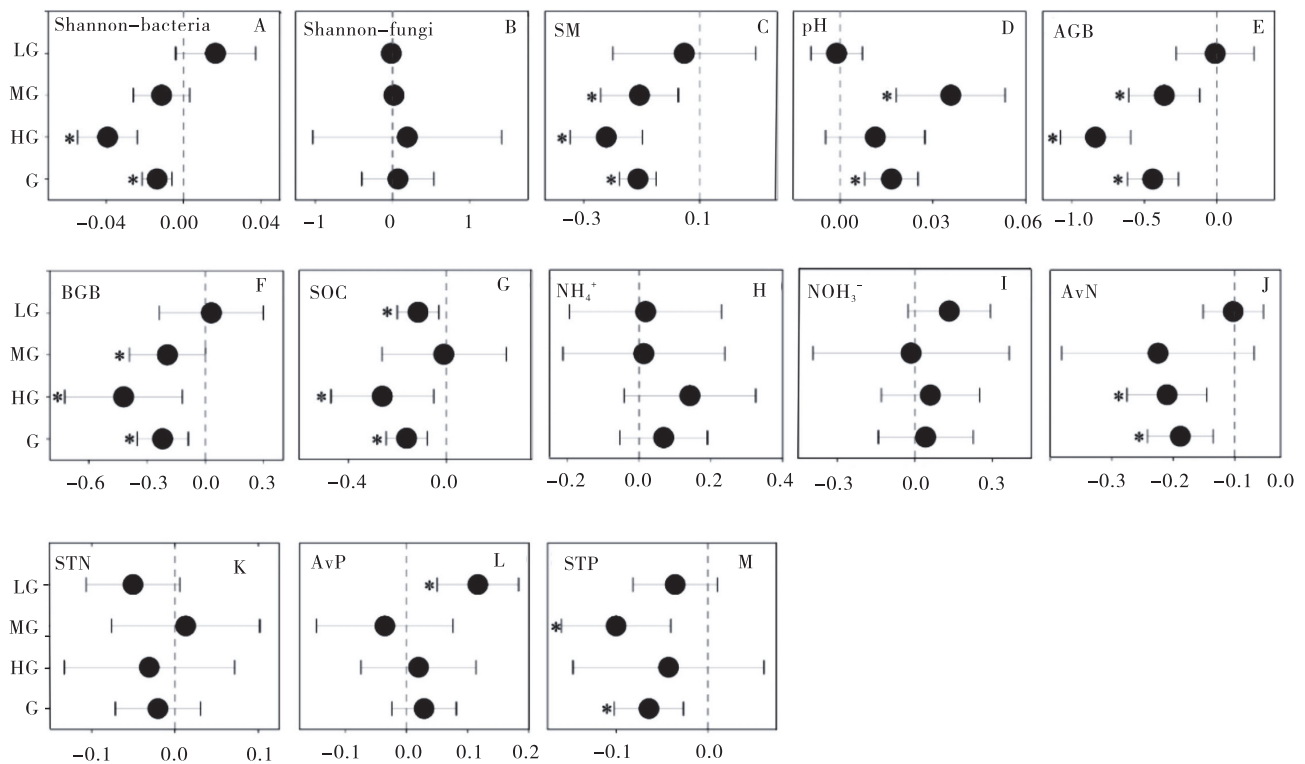 Shannon-bacteria A
Shannon-fungi B
SM C
pH D
AGB E
LG
MG
HG
G
*
*
*
*
*
*
*
*
*
*
-0.04 0.00 0.04
-1 0 1
-0.3 0.1
0.00 0.03 0.06
-1.0 -0.5 0.0
BGB F
SOC G
NH₄⁺ H
NOH₃⁻ I
AvN J
LG
MG
HG
G
*
*
*
*
*
*
*
*
-0.6 -0.3 0.0 0.3
-0.4 0.0
-0.2 0.0 0.2 0.4
-0.3 0.0 0.3
-0.3 -0.2 -0.1 0.0
STN K
AvP L
STP M
LG
MG
HG
G
*
*
*
-0.1 0.0 0.1
-0.1 0.0 0.1 0.2
-0.1 0.0